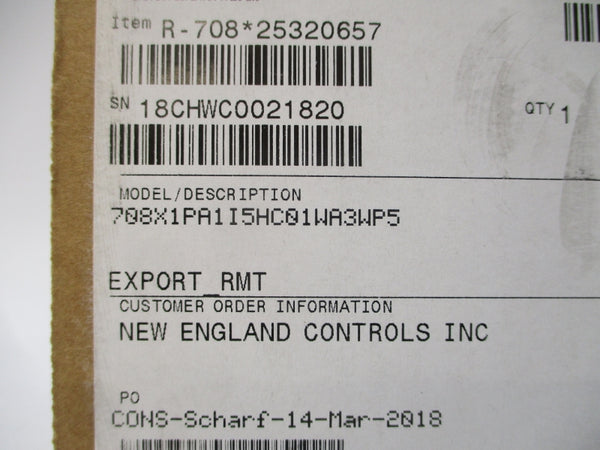 Item R-708*25320657
SN 18CHWC0021820
QTY 1
MODEL/DESCRIPTION
708X1PA1I5HC01WA3WP5
EXPORT_RMT
CUSTOMER ORDER INFORMATION
NEW ENGLAND CONTROLS INC
PO
CONS-Scharf-14-Mar-2018